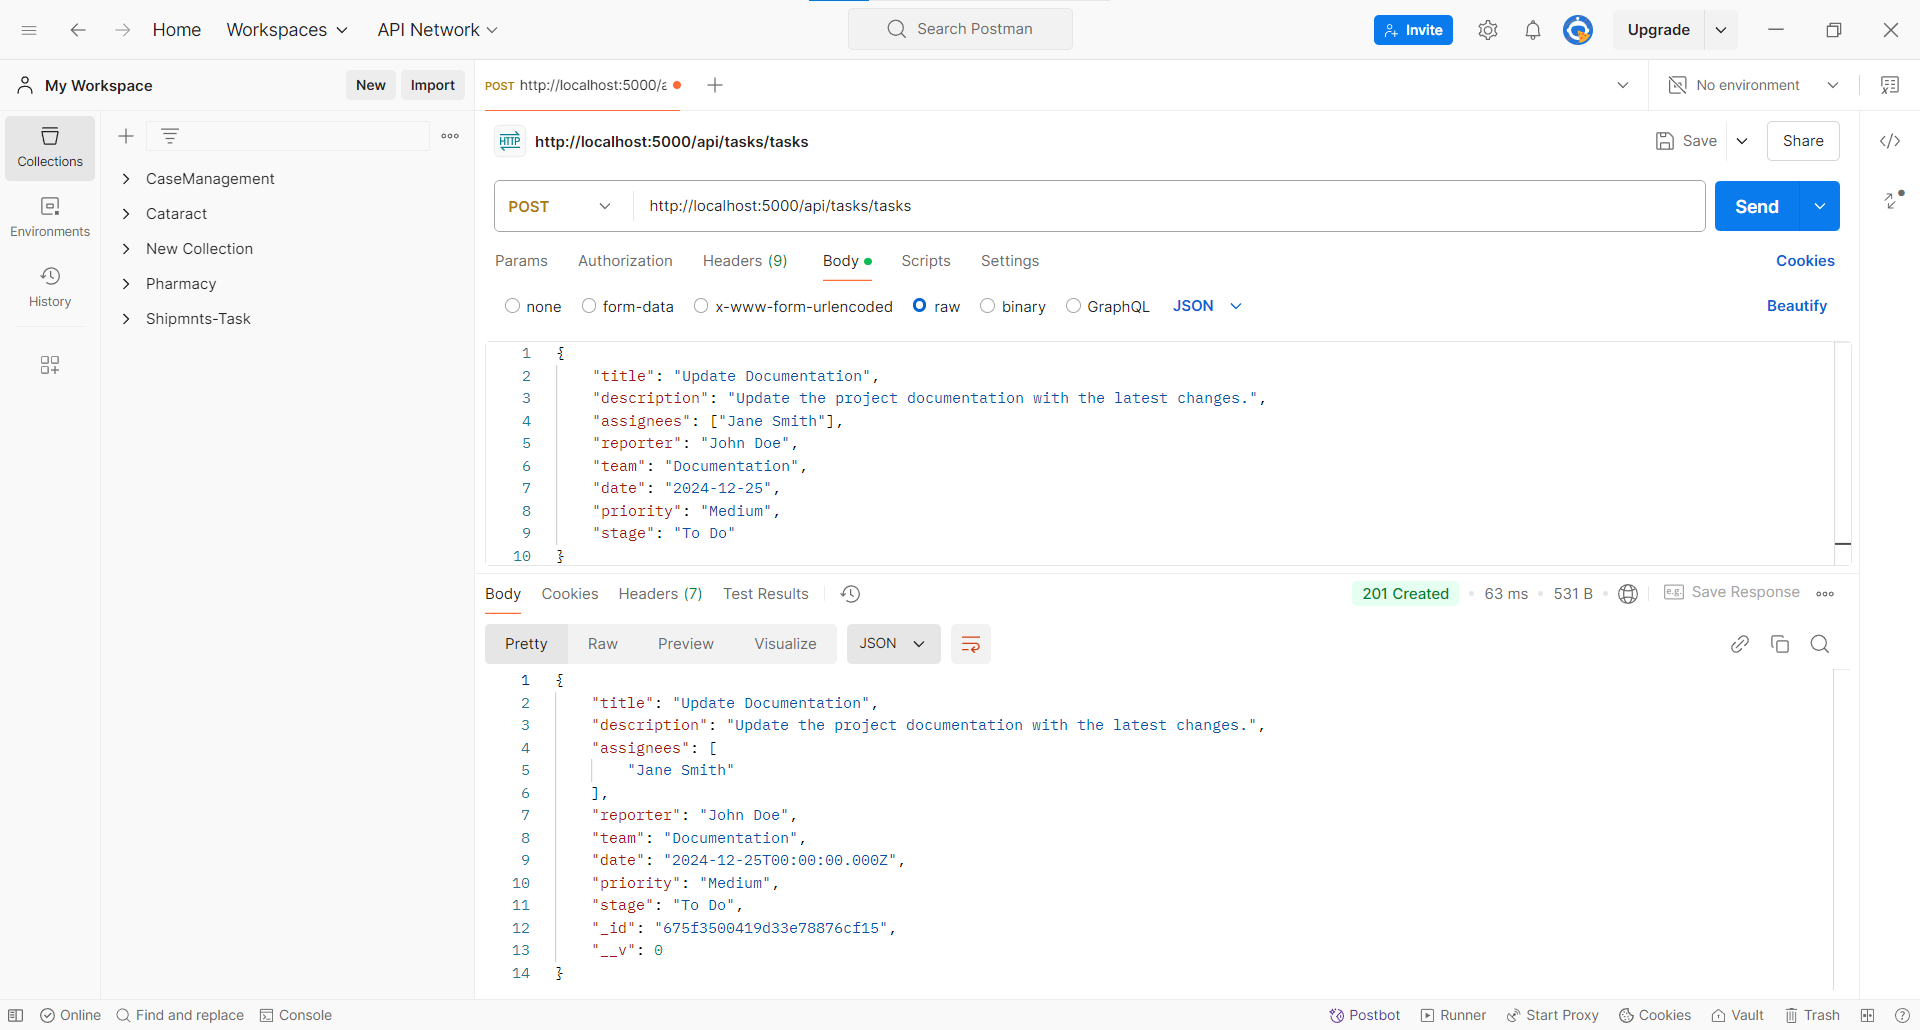 Home Workspaces API Network Search Postman Invite Upgrade
My Workspace New Import POST http://localhost:5000/a No environment
Collections
Environments
History
CaseManagement
Cataract
New Collection
Pharmacy
Shipmnts-Task
HTTP http://localhost:5000/api/tasks/tasks Save Share
POST http://localhost:5000/api/tasks/tasks Send
Params Authorization Headers (9) Body Scripts Settings Cookies
none form-data x-www-form-urlencoded raw binary GraphQL JSON Beautify
1 {
2 "title": "Update Documentation",
3 "description": "Update the project documentation with the latest changes.",
4 "assignees": ["Jane Smith"],
5 "reporter": "John Doe",
6 "team": "Documentation",
7 "date": "2024-12-25",
8 "priority": "Medium",
9 "stage": "To Do"
10 }
Body Cookies Headers (7) Test Results 201 Created 63 ms 531 B e.g. Save Response
Pretty Raw Preview Visualize JSON
1 {
2 "title": "Update Documentation",
3 "description": "Update the project documentation with the latest changes.",
4 "assignees": [
5 "Jane Smith"
6 ],
7 "reporter": "John Doe",
8 "team": "Documentation",
9 "date": "2024-12-25T00:00:00.000Z",
10 "priority": "Medium",
11 "stage": "To Do",
12 "_id": "675f3500419d33e78876cf15",
13 "__v": 0
14 }
Online Find and replace Console Postbot Runner Start Proxy Cookies Vault Trash